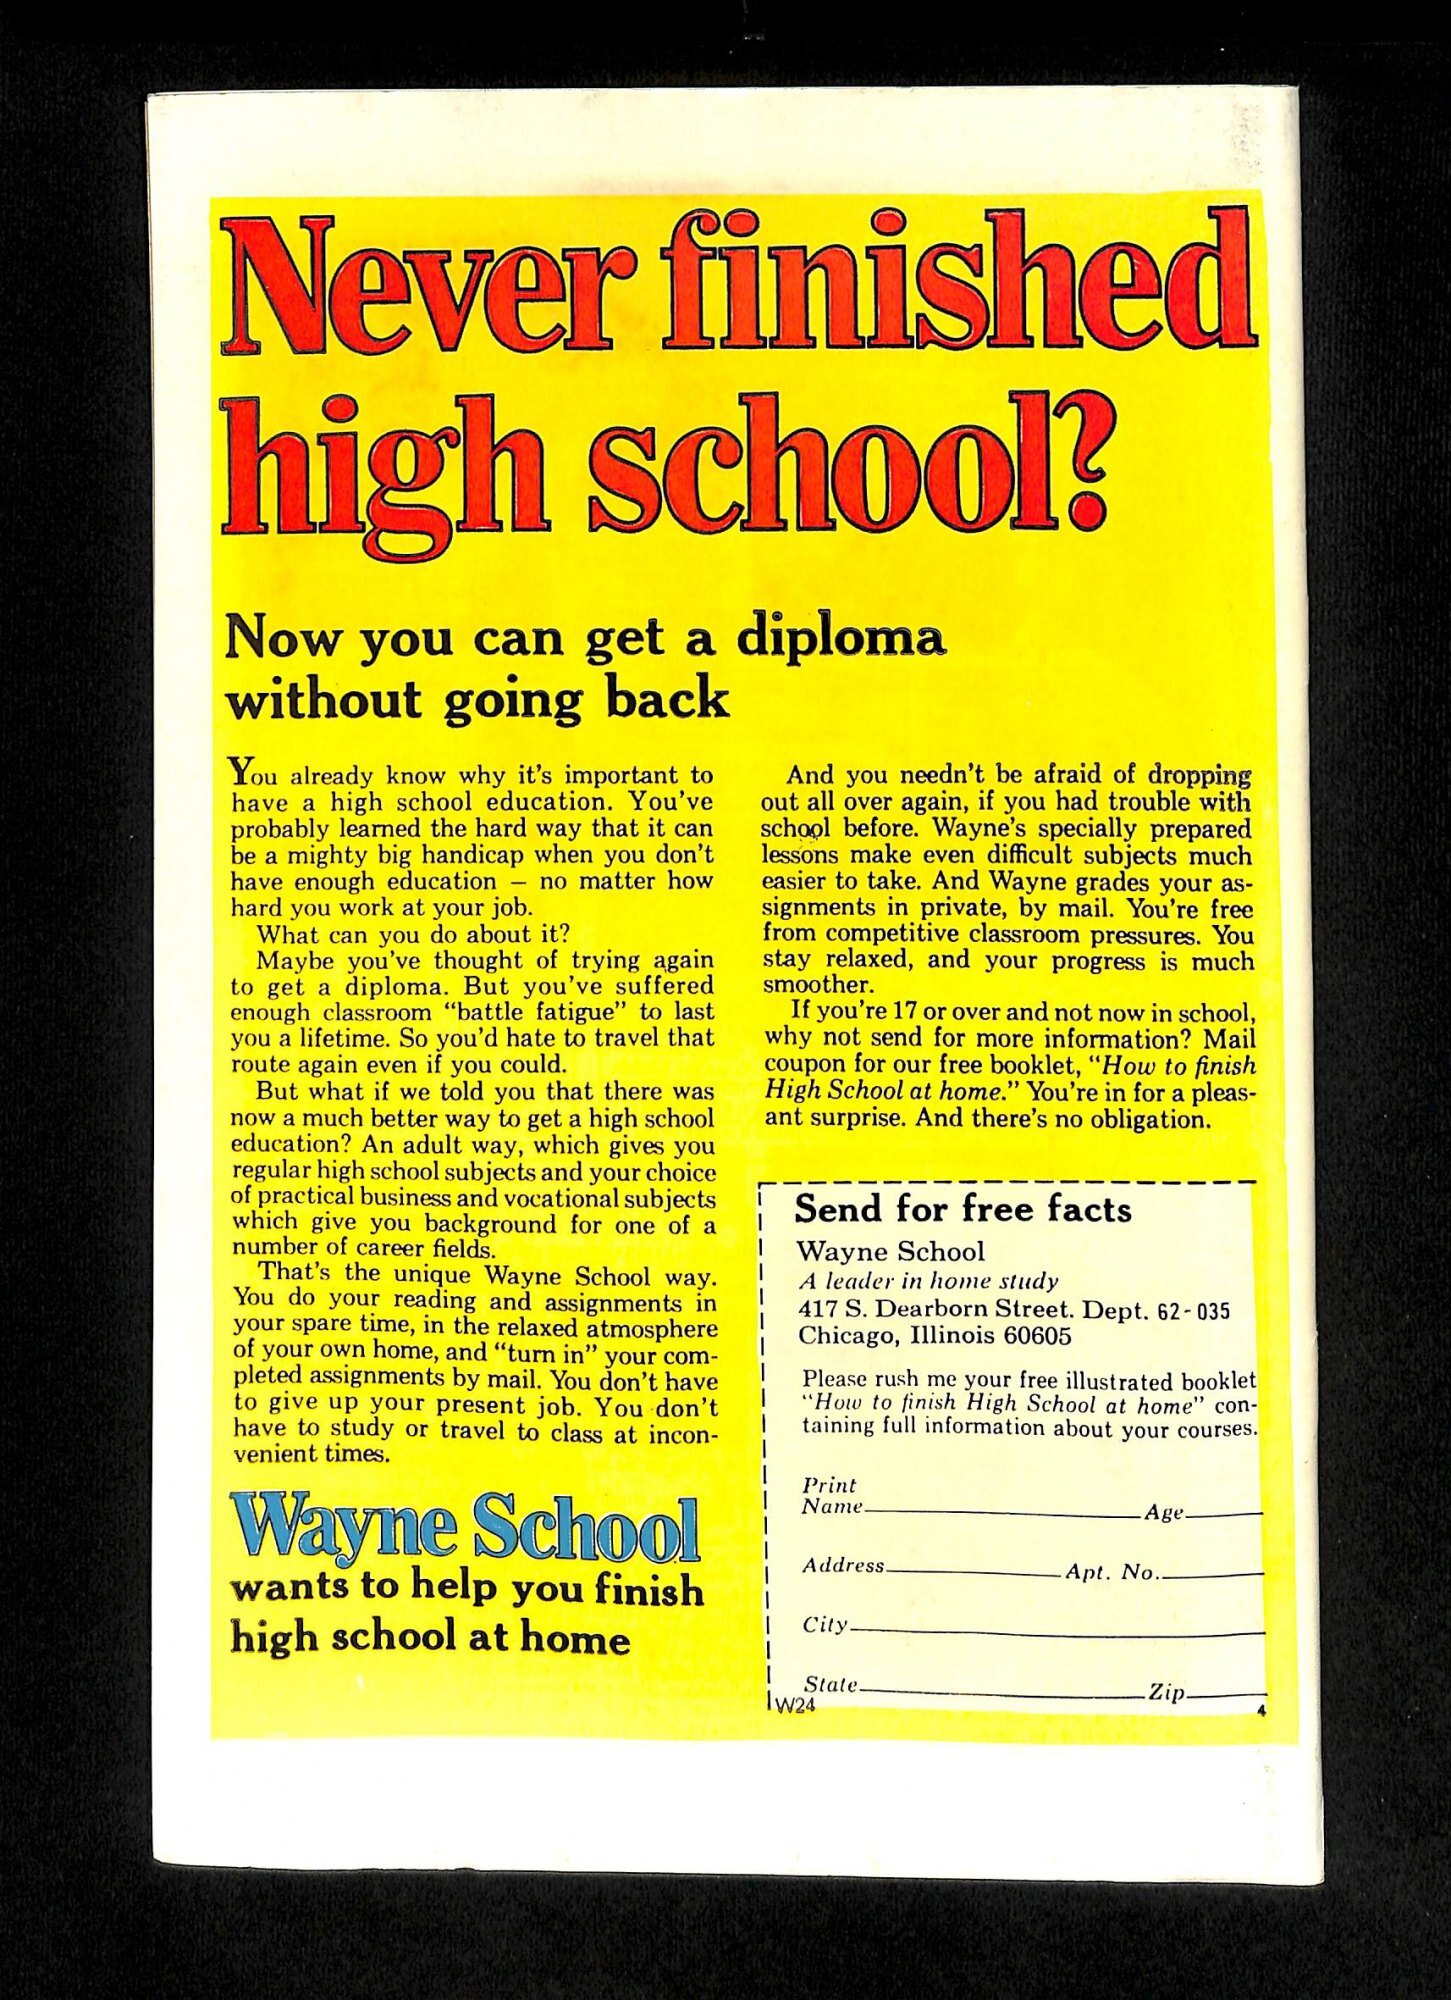 Never finished
high school?
Now you can get a diploma
without going back
You already know why it's important to
have a high school education. You've
probably learned the hard way that it can
be a mighty big handicap when you don't
have enough education – no matter how
hard you work at your job.
What can you do about it?
Maybe you've thought of trying again
to get a diploma. But you've suffered
enough classroom "battle fatigue" to last
you a lifetime. So you'd hate to travel that
route again even if you could.
But what if we told you that there was
now a much better way to get a high school
education? An adult way, which gives you
regular high school subjects and your choice
of practical business and vocational subjects
which give you background for one of a
number of career fields.
That's the unique Wayne School way.
You do your reading and assignments in
your spare time, in the relaxed atmosphere
of your own home, and "turn in" your com-
pleted assignments by mail. You don't have
to give up your present job. You don't
have to study or travel to class at incon-
venient times.
Wayne School
wants to help you finish
high school at home
And you needn't be afraid of dropping
out all over again, if you had trouble with
school before. Wayne's specially prepared
lessons make even difficult subjects much
easier to take. And Wayne grades your as-
signments in private, by mail. You're free
from competitive classroom pressures. You
stay relaxed, and your progress is much
smoother.
If you're 17 or over and not now in school,
why not send for more information? Mail
coupon for our free booklet, "How to finish
High School at home." You're in for a pleas-
ant surprise. And there's no obligation.
Send for free facts
Wayne School
A leader in home study
417 S. Dearborn Street. Dept. 62-035
Chicago, Illinois 60605
Please rush me your free illustrated booklet
"How to finish High School at home" con-
taining full information about your courses.
Print
Name Age
Address Apt. No.
City
State Zip
W24 4